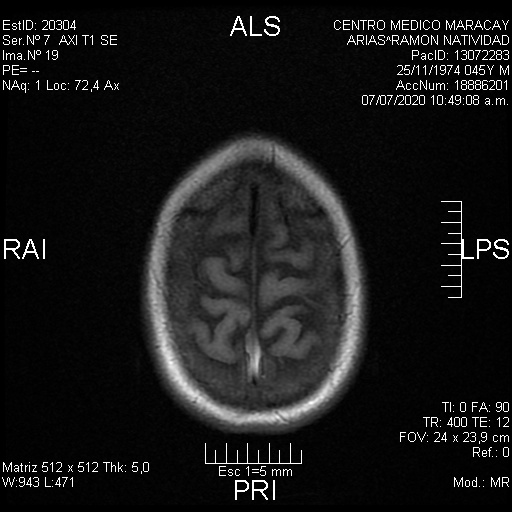 EstID: 20304
Ser.Nº 7 AXI T1 SE
Ima.Nº 19
PE= --
NAq: 1 Loc: 72,4 Ax
ALS
CENTRO MEDICO MARACAY
ARIAS^RAMON NATIVIDAD
PacID: 13072283
25/11/1974 045Y M
AccNum: 18886201
07/07/2020 10:49:08 a.m.
RAI
LPS
TI: 0 FA: 90
TR: 400 TE: 12
FOV: 24 x 23,9 cm
Ref.: 0
Matriz 512 x 512 Thk: 5,0
W:943 L:471
Esc 1=5 mm
PRI
Mod.: MR